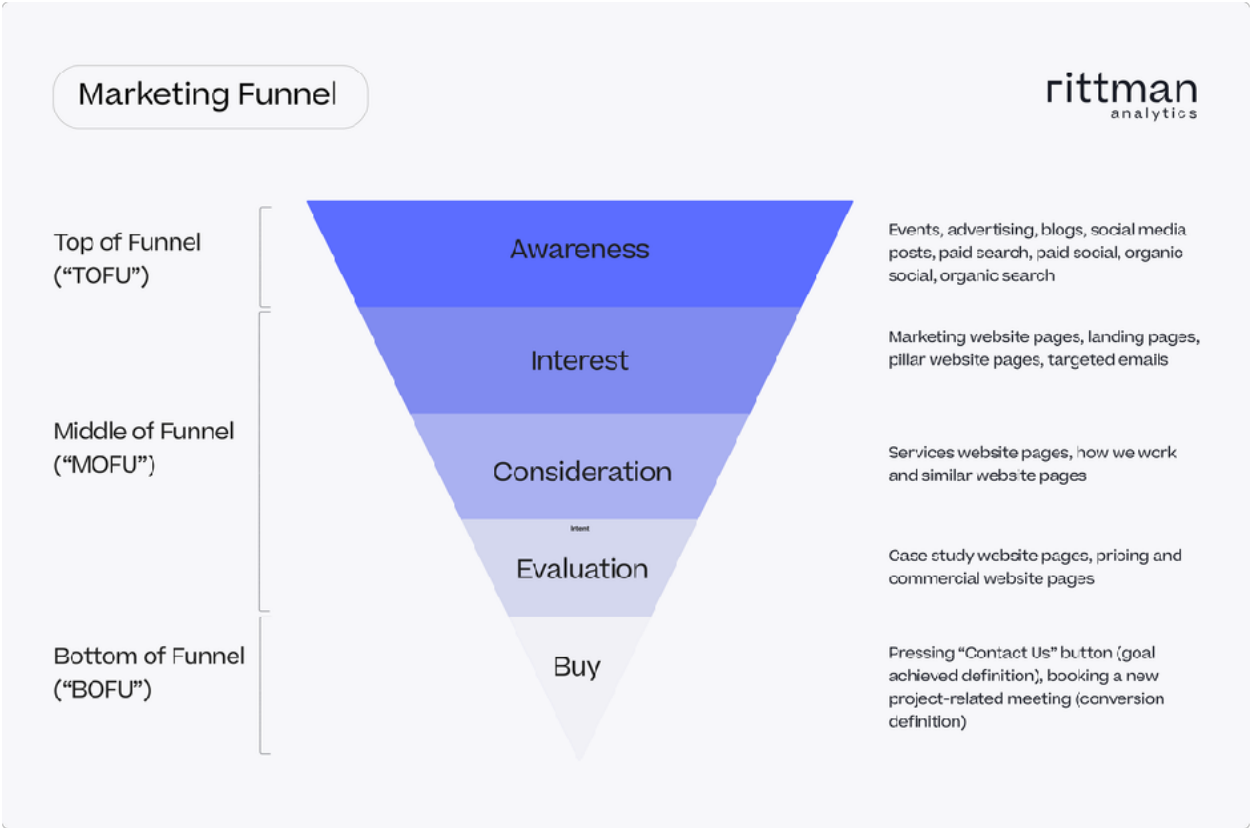 Marketing Funnel
rittman
analytics
Top of Funnel
(“TOFU”)
Awareness
Events, advertising, blogs, social media
posts, paid search, paid social, organic
social, organic search
Interest
Marketing website pages, landing pages,
pillar website pages, targeted emails
Middle of Funnel
(“MOFU”)
Consideration
Services website pages, how we work
and similar website pages
Intent
Evaluation
Case study website pages, pricing and
commercial website pages
Bottom of Funnel
(“BOFU”)
Buy
Pressing “Contact Us” button (goal
achieved definition), booking a new
project-related meeting (conversion
definition)